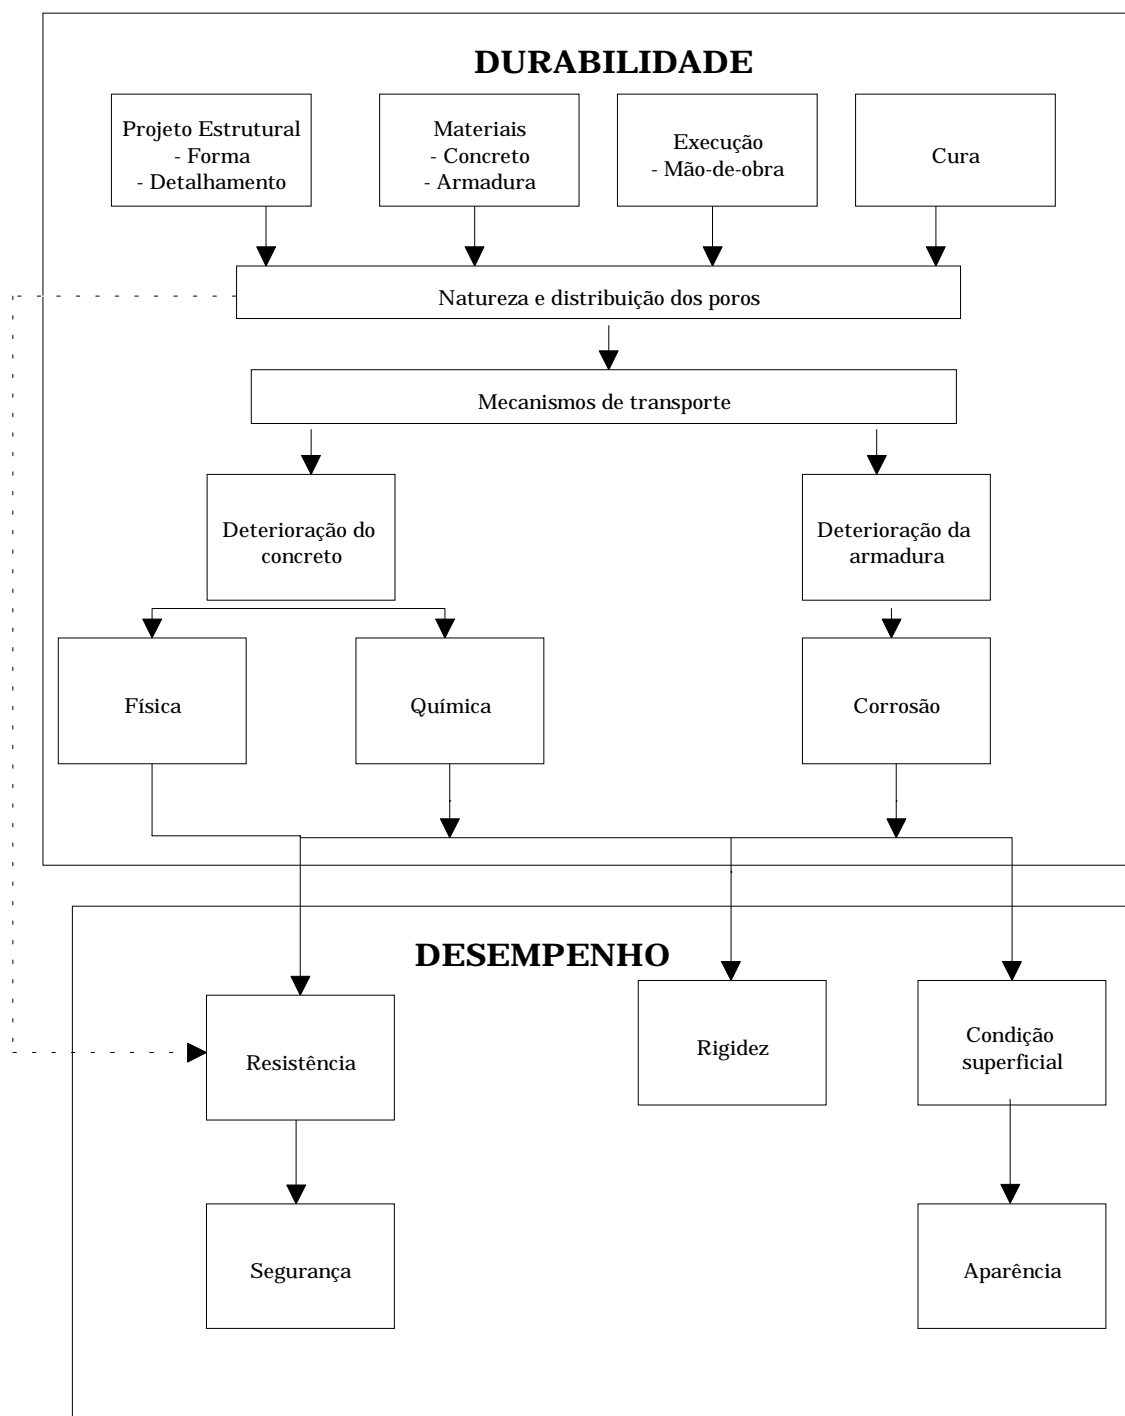 DURABILIDADE
Projeto Estrutural
- Forma
- Detalhamento
Materiais
- Concreto
- Armadura
Execução
- Mão-de-obra
Cura
Natureza e distribuição dos poros
Mecanismos de transporte
Deterioração do
concreto
Deterioração da
armadura
Física
Química
Corrosão
DESEMPENHO
Resistência
Rigidez
Condição
superficial
Segurança
Aparência